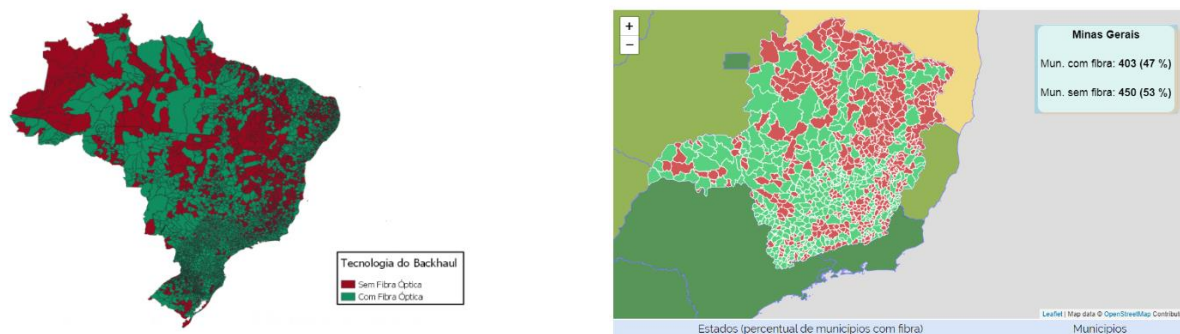 Tecnologia do Backhaul
Sem Fibra Óptica
Com Fibra Óptica
+
−
Minas Gerais
Mun. com fibra: 403 (47 %)
Mun. sem fibra: 450 (53 %)
Leaflet | Map data © OpenStreetMap Contributi
Estados (percentual de municípios com fibra)
Municípios